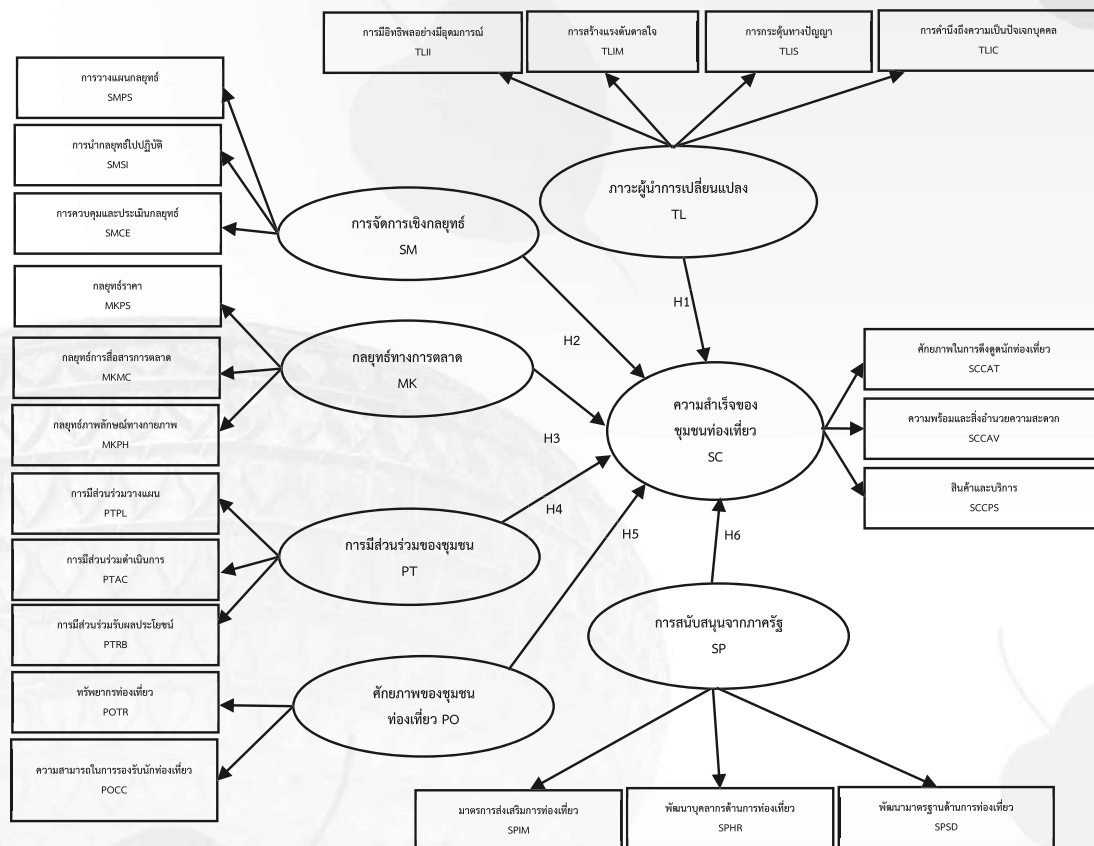 การมีอิทธิพลอย่างมีอุดมการณ์
TLII
การสร้างแรงดันดาลใจ
TLIM
การกระตุ้นทางปัญญา
TLIS
การคำนึงถึงความเป็นปัจเจกบุคคล
TLIC
การวางแผนกลยุทธ์
SMPS
การนำกลยุทธ์ไปปฏิบัติ
SMSI
การควบคุมและประเมินกลยุทธ์
SMCE
ภาวะผู้นำการเปลี่ยนแปลง
TL
การจัดการเชิงกลยุทธ์
SM
กลยุทธ์ราคา
MKPS
กลยุทธ์การสื่อสารการตลาด
MKMC
กลยุทธ์ภาพลักษณ์ทางกายภาพ
MKPH
กลยุทธ์ทางการตลาด
MK
H1
H2
H3
H4
H5
H6
ความสำเร็จของ
ชุมชนท่องเที่ยว
SC
ศักยภาพในการดึงดูดนักท่องเที่ยว
SCCAT
ความพร้อมและสิ่งอำนวยความสะดวก
SCCAV
สินค้าและบริการ
SCCPS
การมีส่วนร่วมวางแผน
PTPL
การมีส่วนร่วมดำเนินการ
PTAC
การมีส่วนร่วมรับผลประโยชน์
PTRB
การมีส่วนร่วมของชุมชน
PT
ทรัพยากรท่องเที่ยว
POTR
ความสามารถในการรองรับนักท่องเที่ยว
POCC
ศักยภาพของชุมชน
ท่องเที่ยว PO
การสนับสนุนจากภาครัฐ
SP
มาตรการส่งเสริมการท่องเที่ยว
SPIM
พัฒนาบุคลากรด้านการท่องเที่ยว
SPHR
พัฒนามาตรฐานด้านการท่องเที่ยว
SPSD